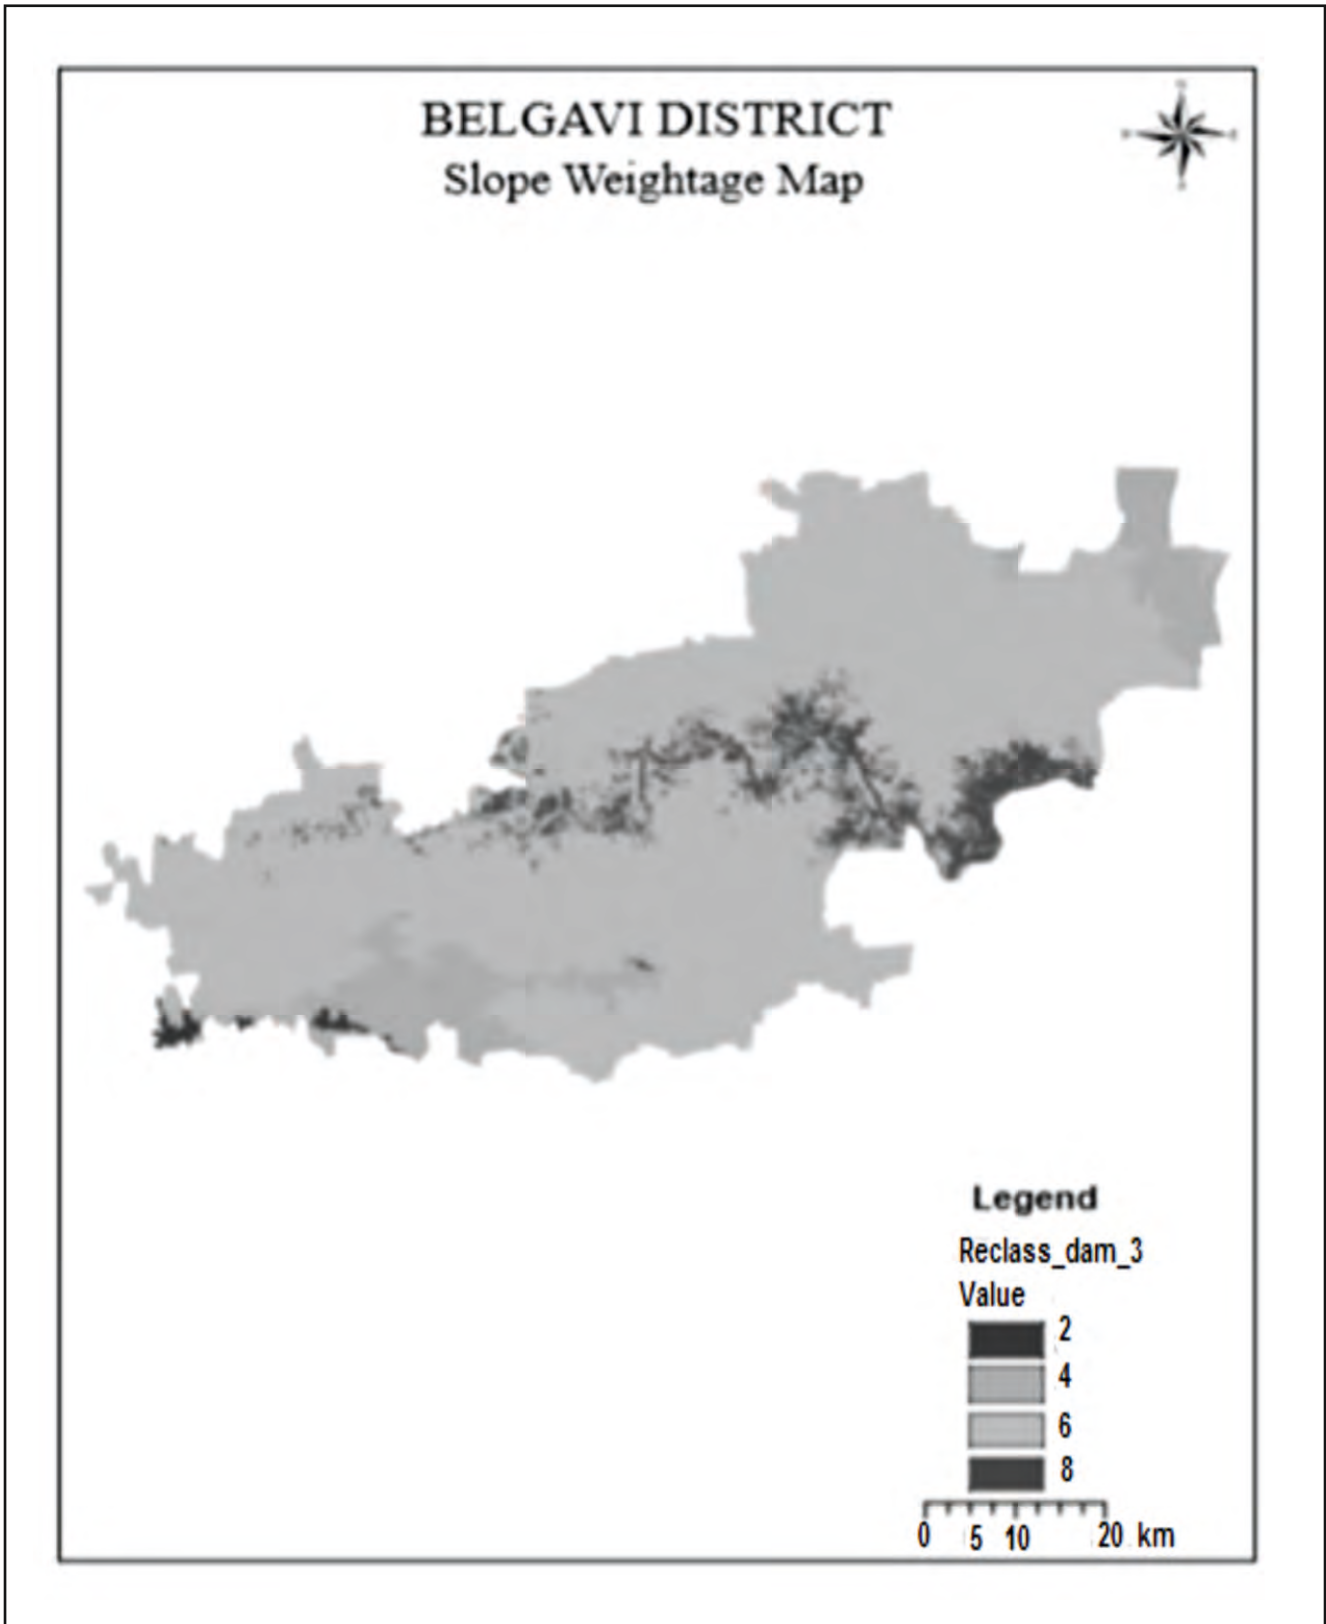 BELGAVI DISTRICT
Slope Weightage Map
Legend
Reclass_dam_3
Value
2
4
6
8
0 5 10 20 km